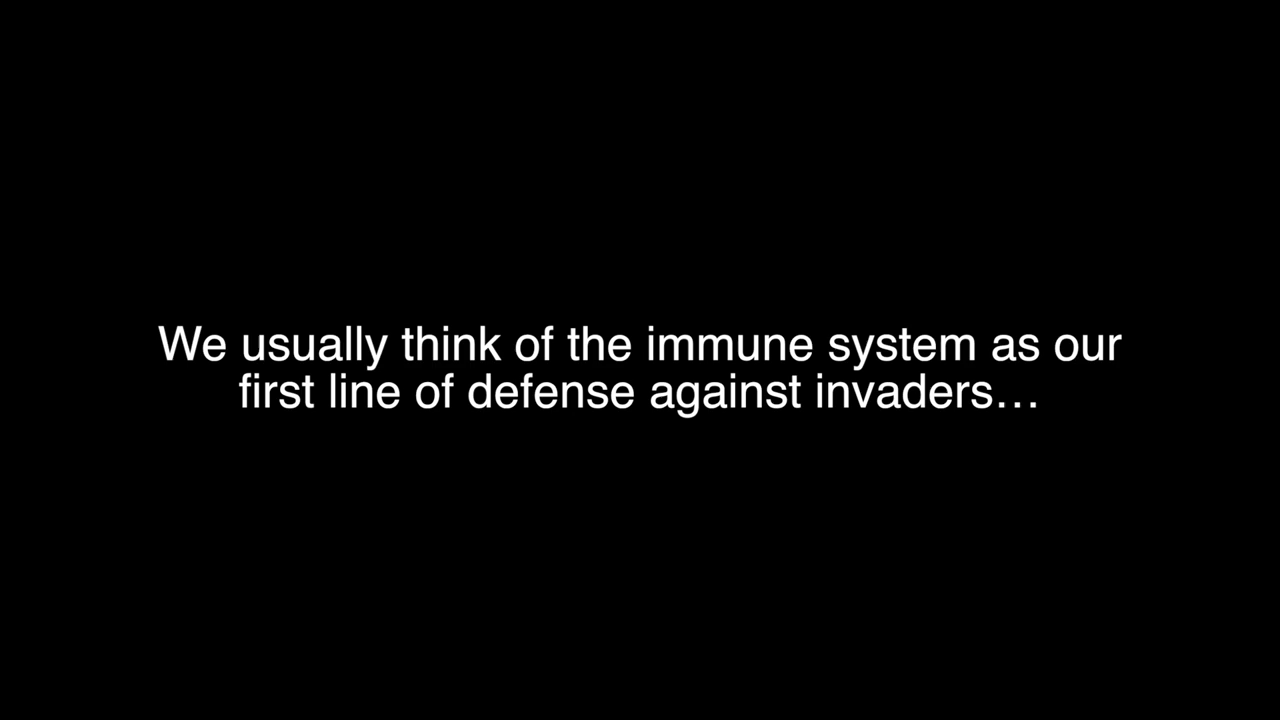 We usually think of the immune system as our
first line of defense against invaders…